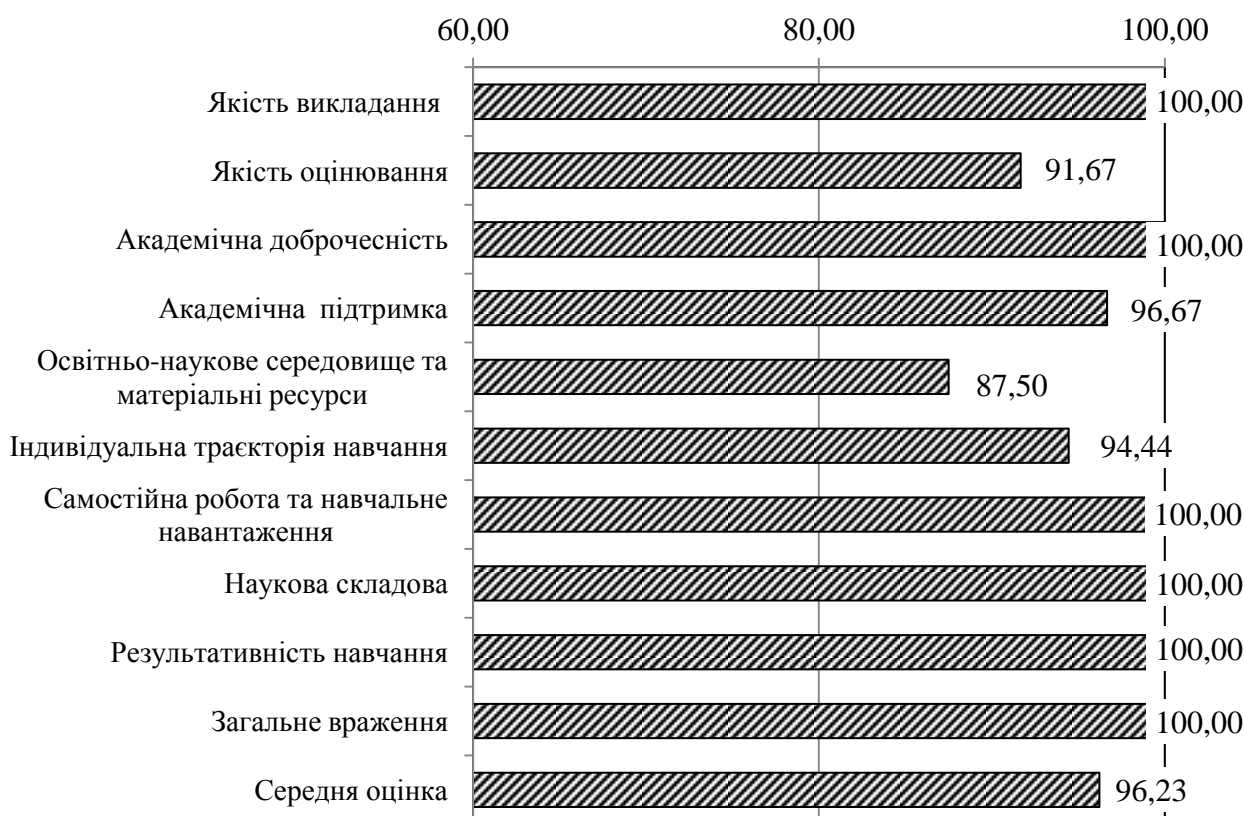 60,00 80,00 100,00
Якість викладання 100,00
Якість оцінювання 91,67
Академічна доброчесність 100,00
Академічна підтримка 96,67
Освітньо-наукове середовище та
матеріальні ресурси 87,50
Індивідуальна траєкторія навчання 94,44
Самостійна робота та навчальне
навантаження 100,00
Наукова складова 100,00
Результативність навчання 100,00
Загальне враження 100,00
Середня оцінка 96,23